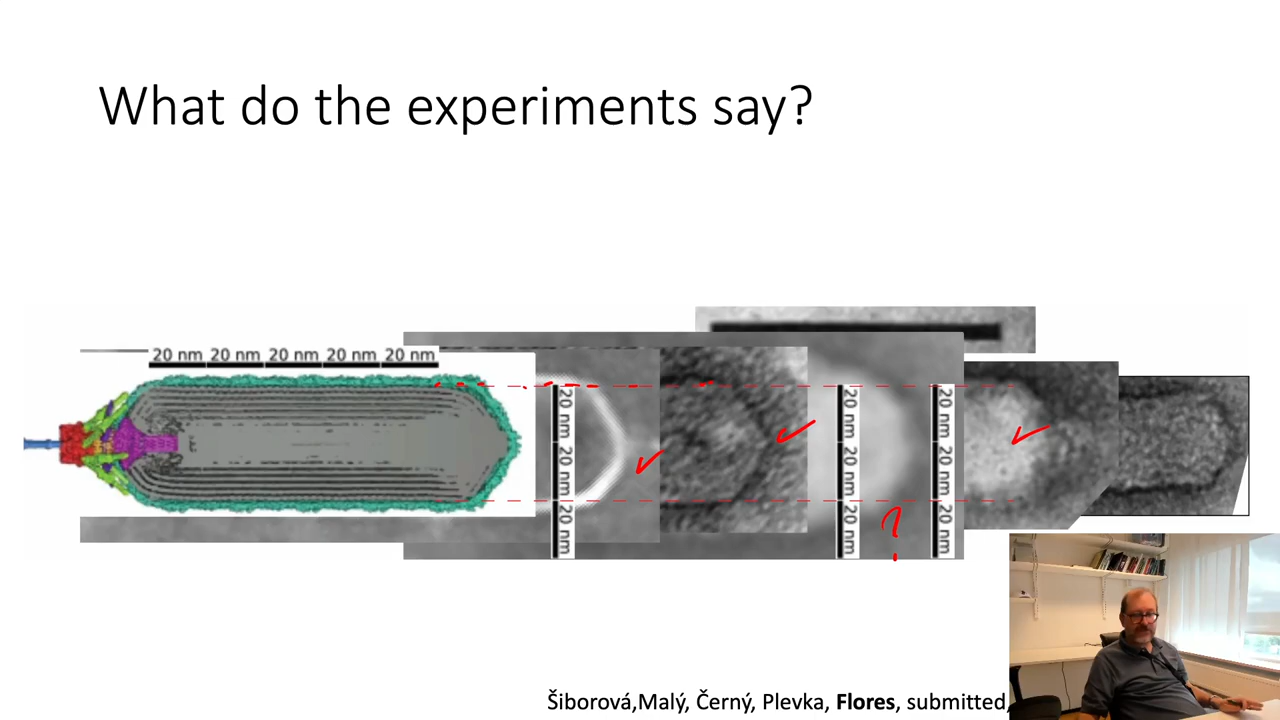 What do the experiments say?
20 nm 20 nm 20 nm 20 nm 20 nm
20 nm 20 nm 20 nm
20 nm 20 nm 20 nm
20 nm 20 nm 20 nm
?
Šiborová,Malý, Černý, Plevka, Flores, submitted,